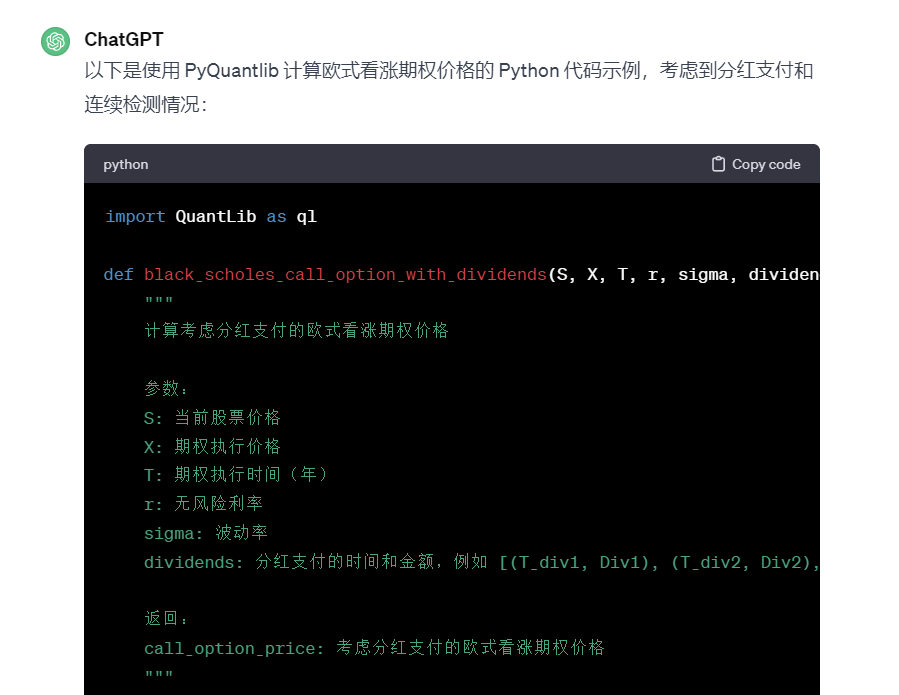 ChatGPT
以下是使用 PyQuantlib 计算欧式看涨期权价格的 Python 代码示例，考虑到分红支付和
连续检测情况：
python
Copy code
import QuantLib as ql
def black_scholes_call_option_with_dividends(S, X, T, r, sigma, dividen
"""
计算考虑分红支付的欧式看涨期权价格
参数：
S: 当前股票价格
X: 期权执行价格
T: 期权执行时间（年）
r: 无风险利率
sigma: 波动率
dividends: 分红支付的时间和金额，例如 [(T_div1, Div1), (T_div2, Div2),
返回：
call_option_price: 考虑分红支付的欧式看涨期权价格
"""